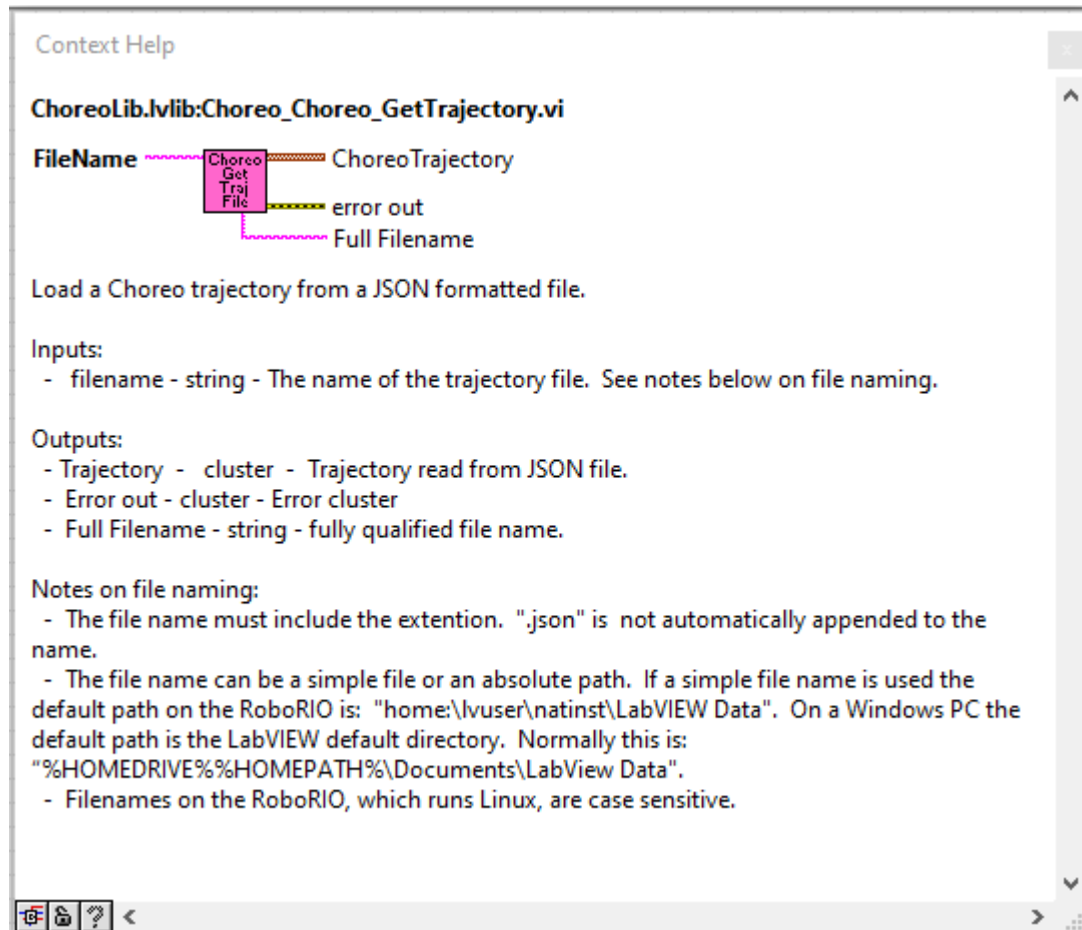 Context Help
ChoreoLib.lvlib:Choreo_Choreo_GetTrajectory.vi
FileName
Choreo
Get
Traj
File
ChoreoTrajectory
error out
Full Filename
Load a Choreo trajectory from a JSON formatted file.
Inputs:
-   filename - string - The name of the trajectory file.  See notes below on file naming.
Outputs:
- Trajectory  -   cluster  -  Trajectory read from JSON file.
-  Error out - cluster - Error cluster
-  Full Filename - string - fully qualified file name.
Notes on file naming:
-  The file name must include the extention.  ".json" is  not automatically appended to the
name.
-  The file name can be a simple file or an absolute path.  If a simple file name is used the
default path on the RoboRIO is:  "home:\lvuser\natinst\LabVIEW Data".  On a Windows PC the
default path is the LabVIEW default directory.  Normally this is:
"%HOMEDRIVE%%HOMEPATH%\Documents\LabView Data".
-  Filenames on the RoboRIO, which runs Linux, are case sensitive.